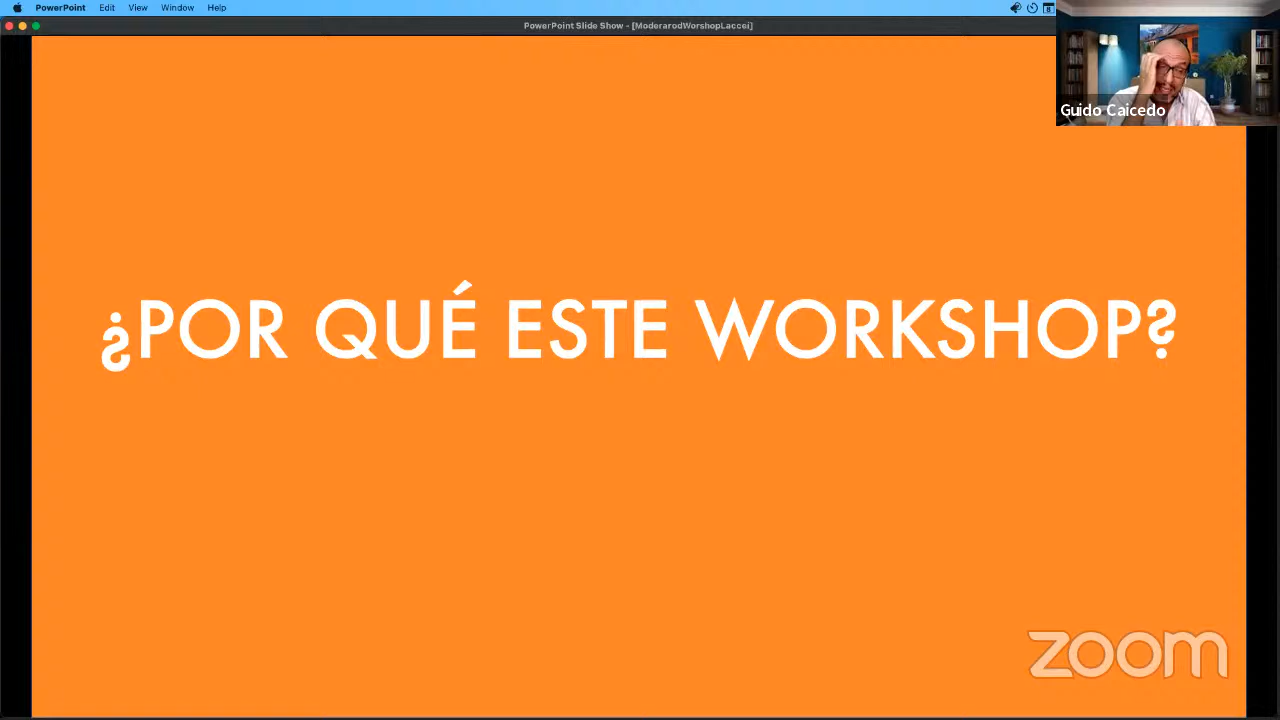 PowerPoint Edit View Window Help
PowerPoint Slide Show - [ModerarodWorshopLaccei]
Guido Caicedo
¿POR QUÉ ESTE WORKSHOP?
zoom